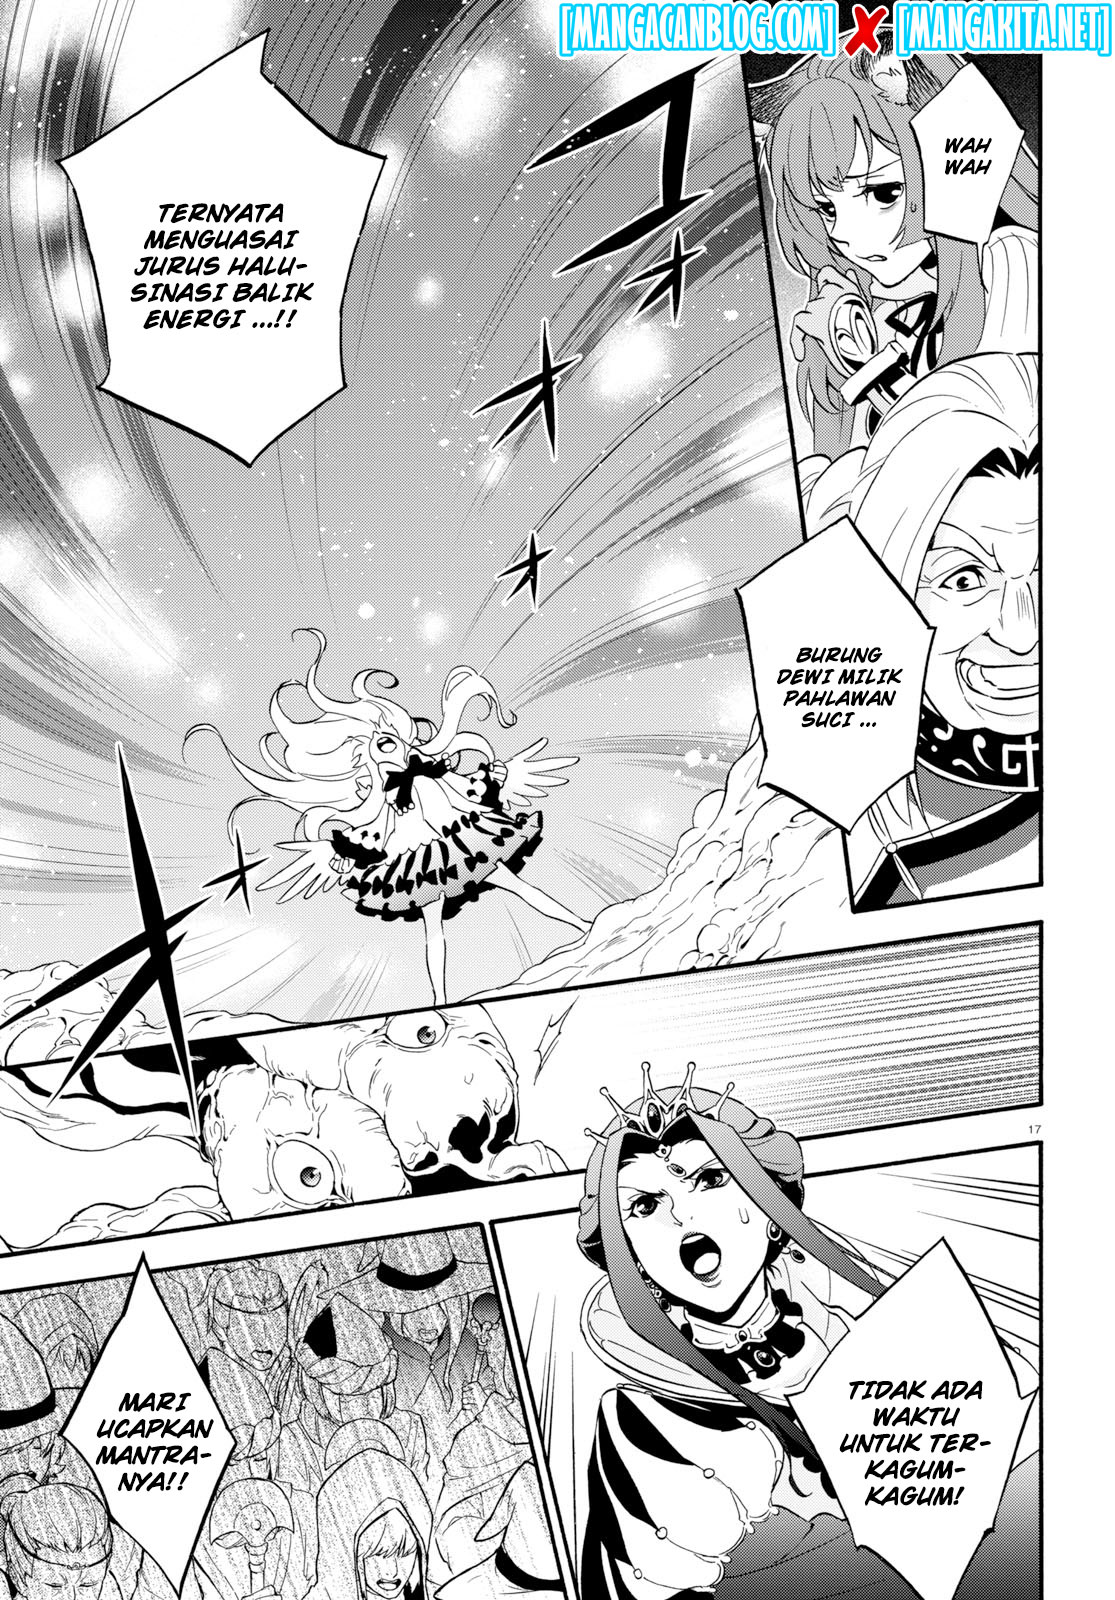 [MANGACANBLOG.COM] X [MANGAKITA.NET]
WAH
WAH
BURUNG
DEWI MILIK
PAHLAWAN
SUCI ...
TERNYATA
MENGUASAI
JURUS HALU-
SINASI BALIK
ENERGI ...!!
17
TIDAK ADA
WAKTU
UNTUK TER-
KAGUM-
KAGUM!
MARI
UCAPKAN
MANTRA-
NYA!!